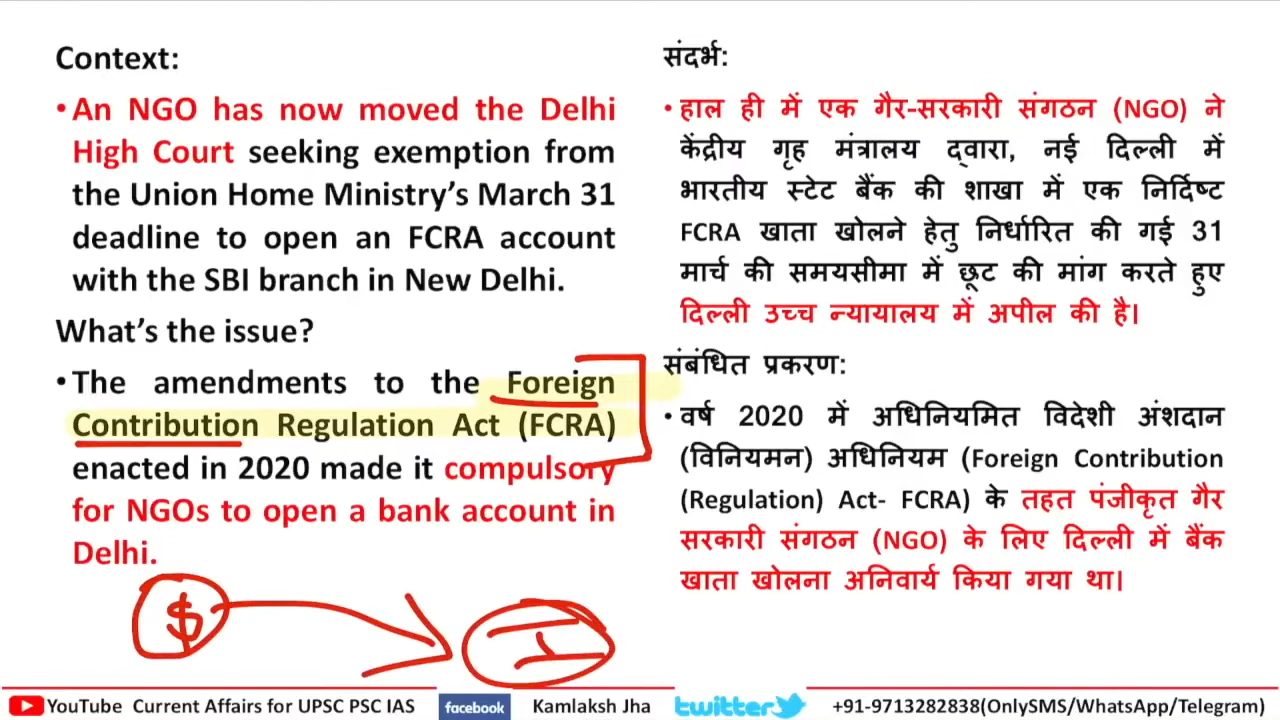 Context:
• An NGO has now moved the Delhi
High Court seeking exemption from
the Union Home Ministry’s March 31
deadline to open an FCRA account
with the SBI branch in New Delhi.
What’s the issue?
• The amendments to the Foreign
Contribution Regulation Act (FCRA)
enacted in 2020 made it compulsory
for NGOs to open a bank account in
Delhi.
$
I
संदर्भ:
• हाल ही में एक गैर-सरकारी संगठन (NGO) ने
केंद्रीय गृह मंत्रालय द्वारा, नई दिल्ली में
भारतीय स्टेट बैंक की शाखा में एक निर्दिष्ट
FCRA खाता खोलने हेतु निर्धारित की गई 31
मार्च की समयसीमा में छूट की मांग करते हुए
दिल्ली उच्च न्यायालय में अपील की है।
संबंधित प्रकरण:
• वर्ष 2020 में अधिनियमित विदेशी अंशदान
(विनियमन) अधिनियम (Foreign Contribution
(Regulation) Act- FCRA) के तहत पंजीकृत गैर
सरकारी संगठन (NGO) के लिए दिल्ली में बैंक
खाता खोलना अनिवार्य किया गया था।
YouTube Current Affairs for UPSC PSC IAS facebook Kamlaksh Jha twitter +91-9713282838(OnlySMS/WhatsApp/Telegram)